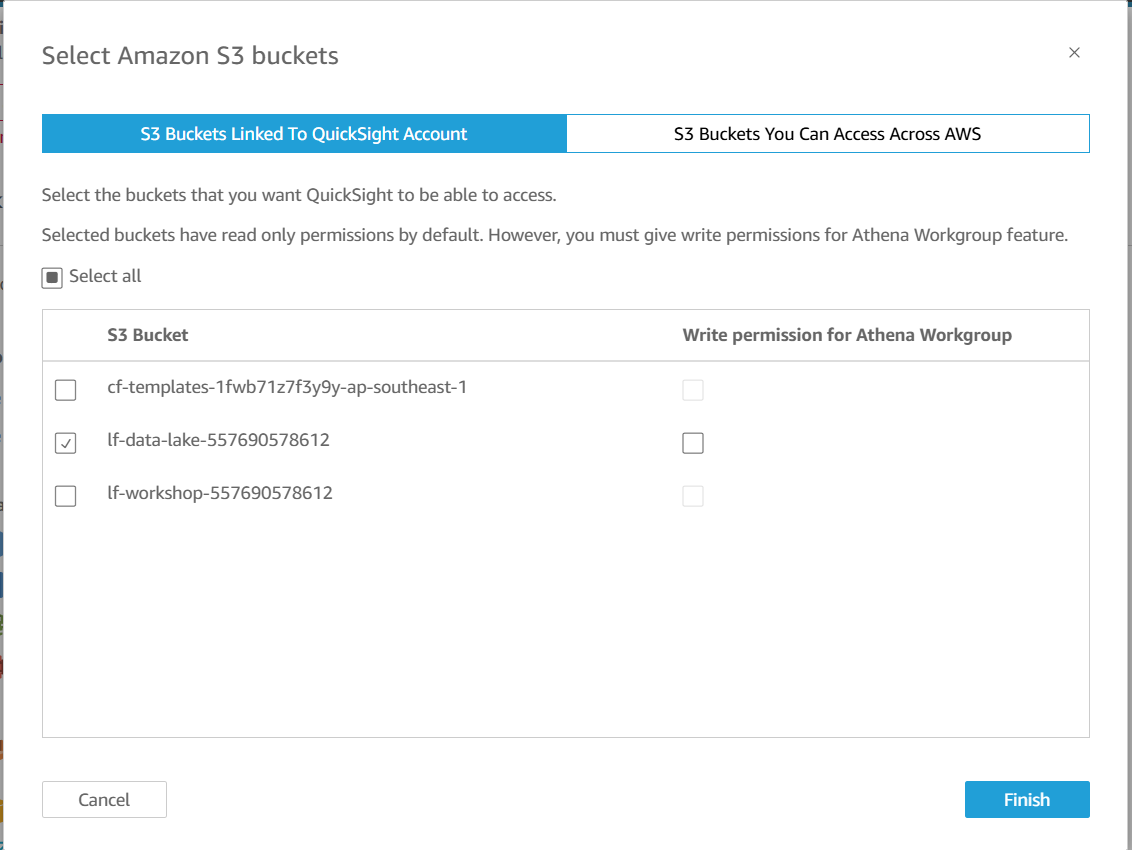 Select Amazon S3 buckets
S3 Buckets Linked To QuickSight Account
S3 Buckets You Can Access Across AWS
Select the buckets that you want QuickSight to be able to access.
Selected buckets have read only permissions by default. However, you must give write permissions for Athena Workgroup feature.
Select all
S3 Bucket
Write permission for Athena Workgroup
cf-templates-1fwb71z7f3y9y-ap-southeast-1
lf-data-lake-557690578612
lf-workshop-557690578612
Cancel
Finish